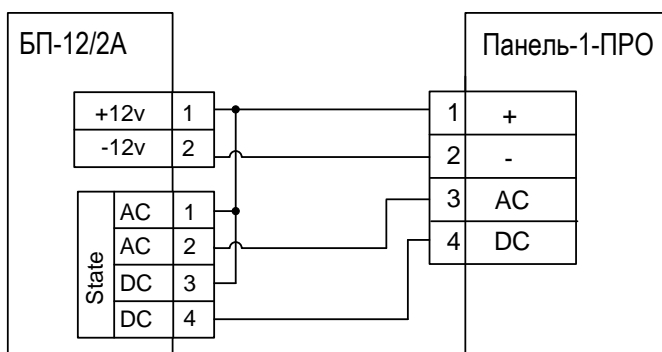 БП-12/2А
Панель-1-ПРО
+12v 1
-12v 2
1 +
2 -
3 AC
4 DC
State
AC 1
AC 2
DC 3
DC 4